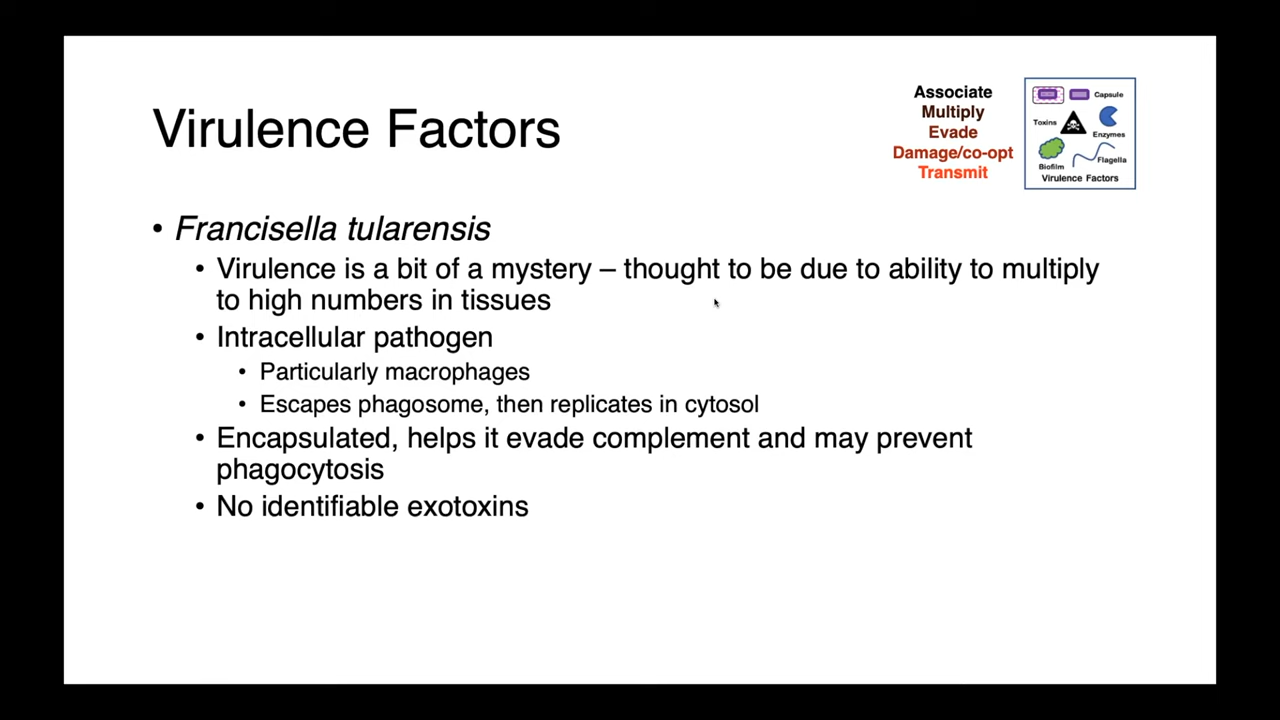 Virulence Factors
Associate
Multiply
Evade
Damage/co-opt
Transmit
Capsule
Toxins
Enzymes
Biofilm
Flagella
Virulence Factors
• Francisella tularensis
• Virulence is a bit of a mystery – thought to be due to ability to multiply
to high numbers in tissues
• Intracellular pathogen
• Particularly macrophages
• Escapes phagosome, then replicates in cytosol
• Encapsulated, helps it evade complement and may prevent
phagocytosis
• No identifiable exotoxins